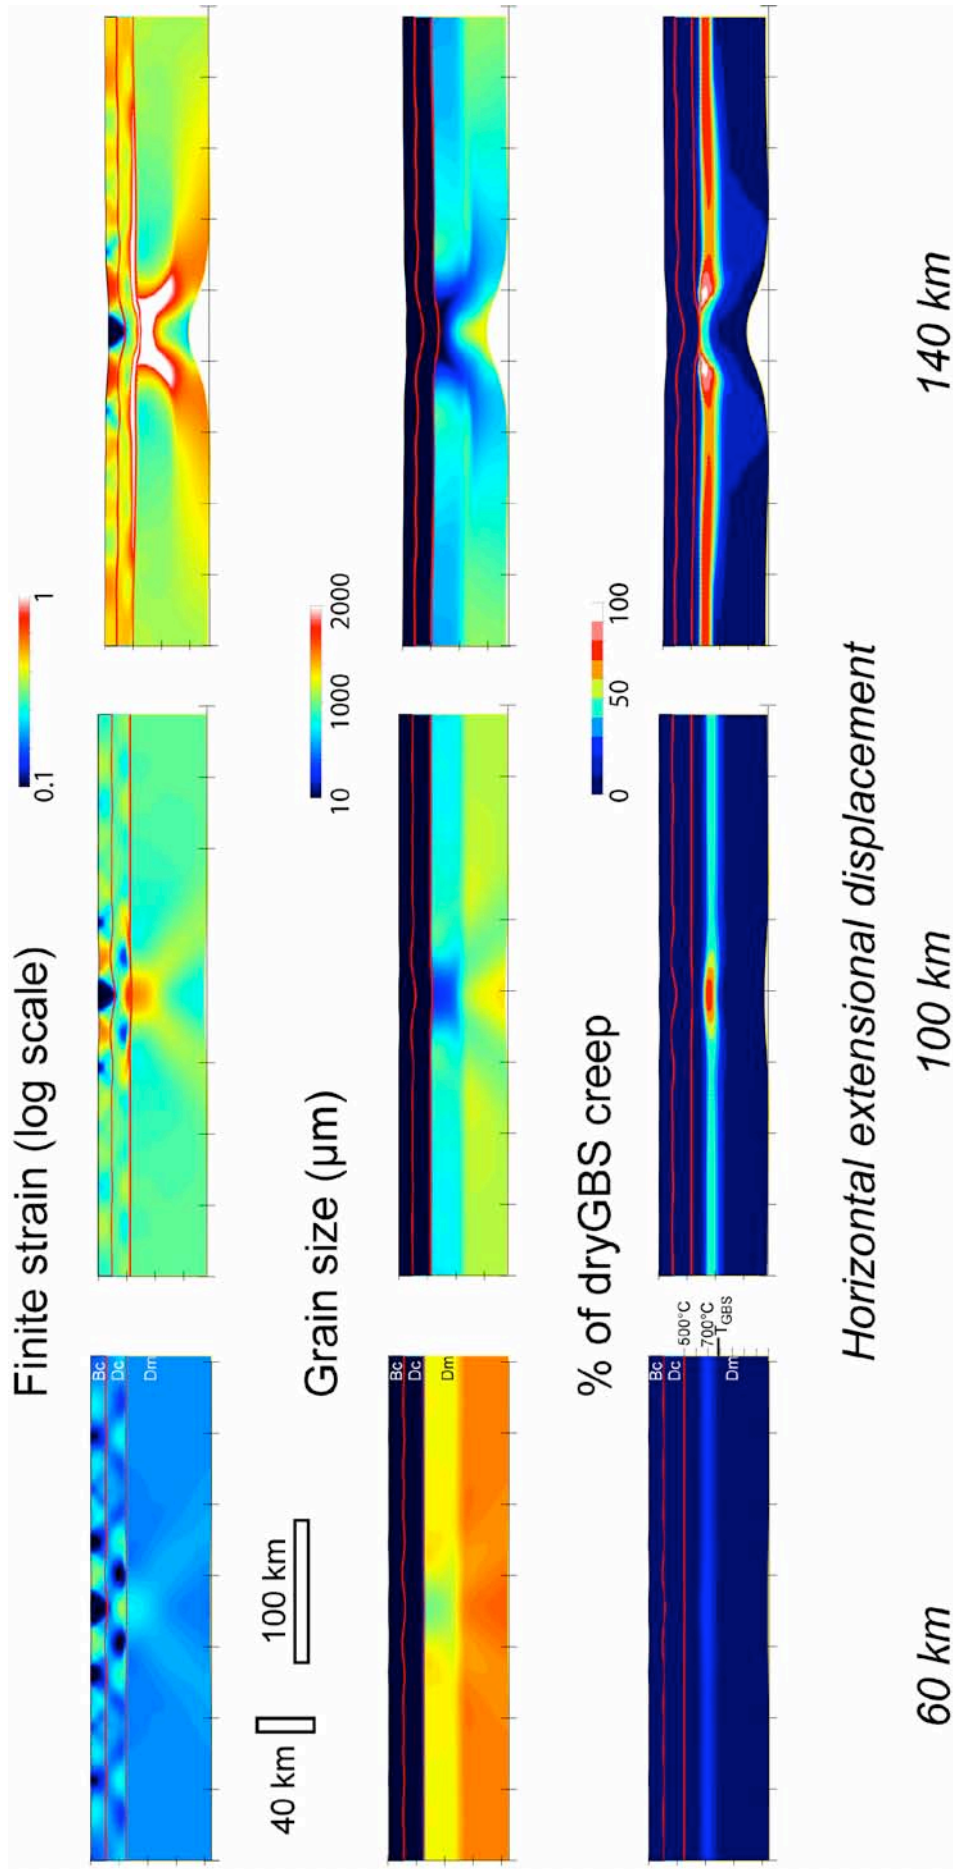 Finite strain (log scale)
0.1
1
Bc
Dc
Dm
40 km
100 km
Grain size (μm)
10
1000
2000
Bc
Dc
Dm
% of dryGBS creep
0
50
100
Bc
Dc
Dm
500°C
700°C
TGBS
Horizontal extensional displacement
60 km
100 km
140 km